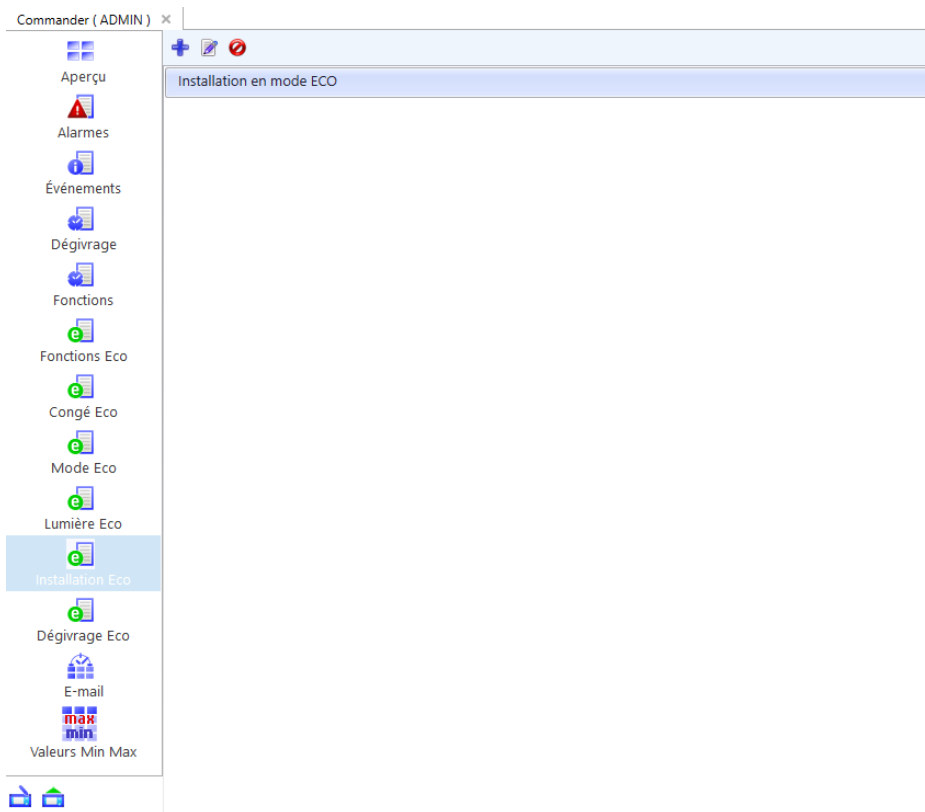 Commander ( ADMIN )
Installation en mode ECO
Aperçu
Alarmes
Événements
Dégivrage
Fonctions
Fonctions Eco
Congé Eco
Mode Eco
Lumière Eco
Installation Eco
Dégivrage Eco
E-mail
max
min
Valeurs Min Max